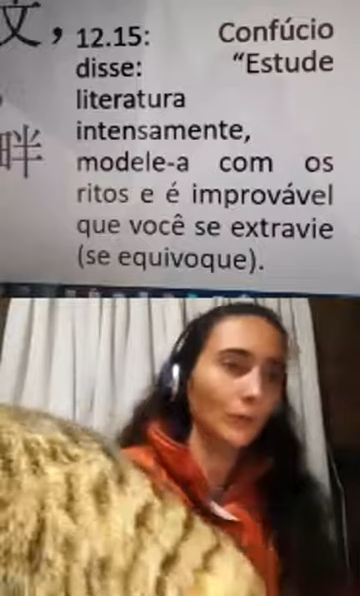 文, 12.15: Confúcio
disse: "Estude
literatura
畔 intensamente,
modele-a com os
ritos e é improvável
que você se extravie
(se equivoque).